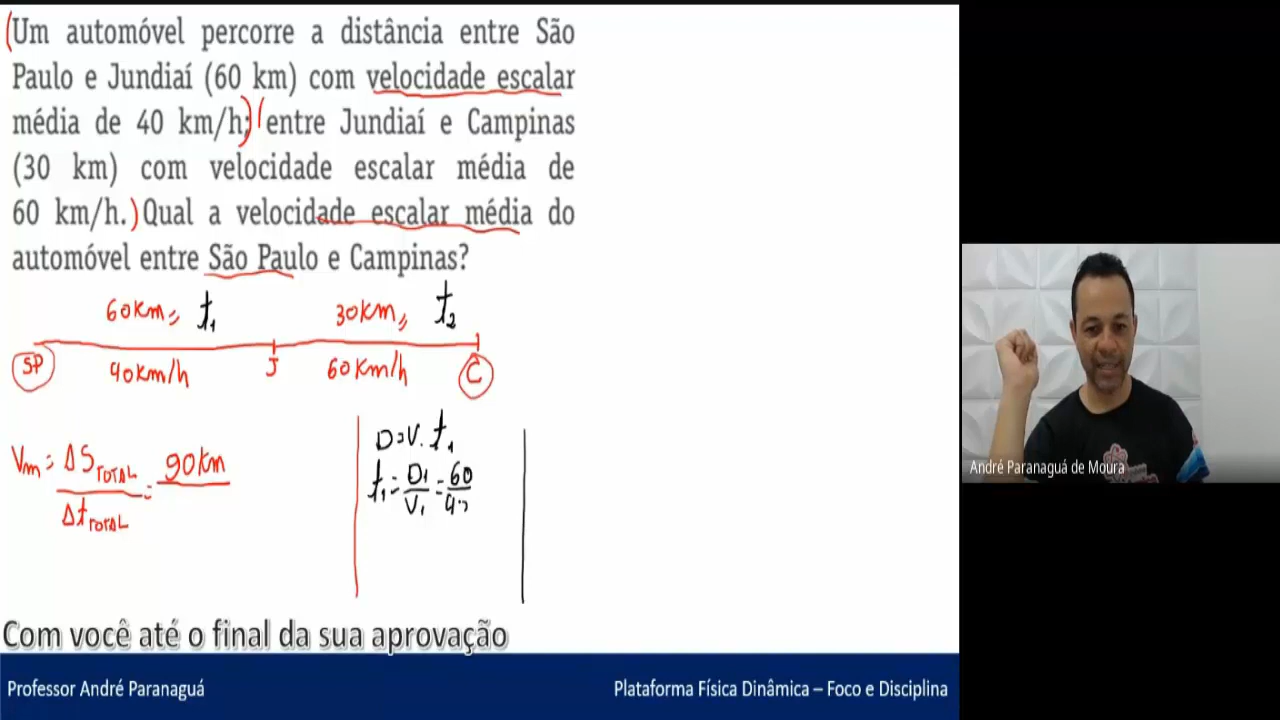 Um automóvel percorre a distância entre São
Paulo e Jundiaí (60 km) com velocidade escalar
média de 40 km/h; entre Jundiaí e Campinas
(30 km) com velocidade escalar média de
60 km/h. Qual a velocidade escalar média do
automóvel entre São Paulo e Campinas?
60km, t₁ 30km, t₂
SP 40km/h J 60km/h C
Vm = ΔS TOTAL / Δt TOTAL = 90km
D=V. t₁
t₁ = D₁/V₁ = 60/40
André Paranaguá de Moura
Com você até o final da sua aprovação
Professor André Paranaguá Plataforma Física Dinâmica – Foco e Disciplina